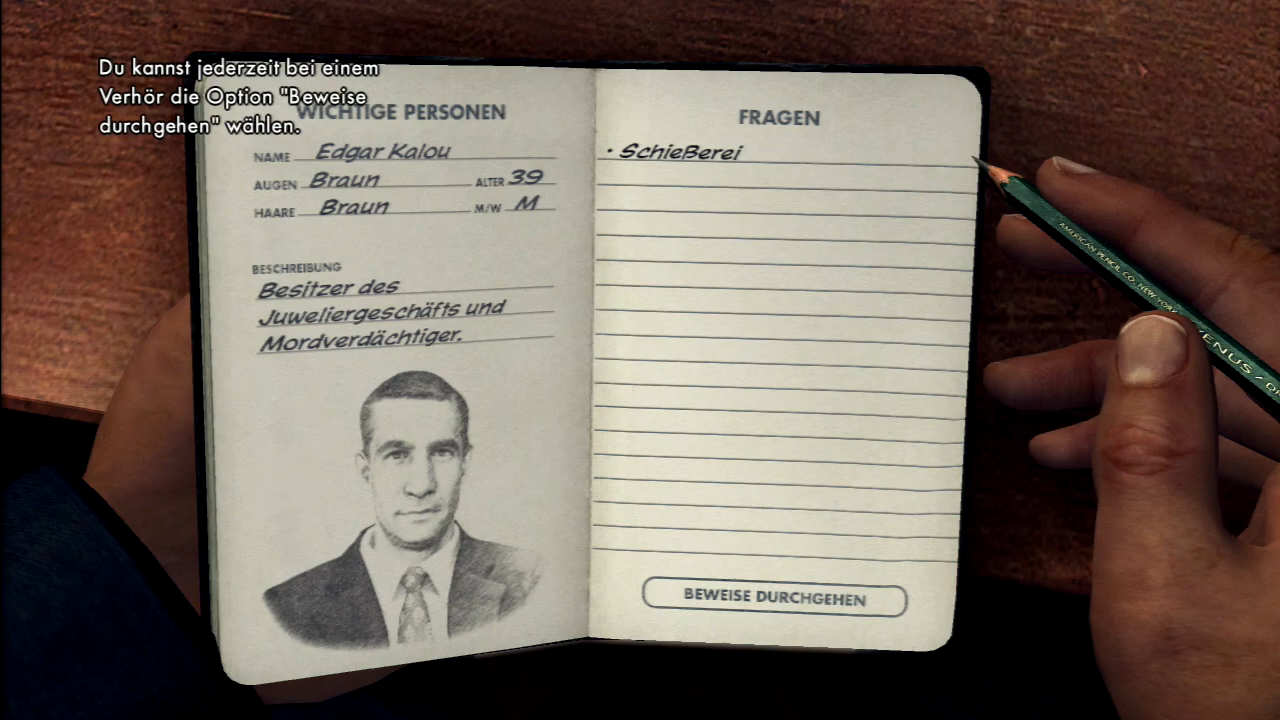 Du kannst jederzeit bei einem
Verhör die Option "Beweise
durchgehen" wählen.
WICHTIGE PERSONEN
NAME Edgar Kalou
AUGEN Braun ALTER 39
HAARE Braun M/W M
BESCHREIBUNG
Besitzer des
Juweliergeschäfts und
Mordverdächtiger.
FRAGEN
· Schießerei
BEWEISE DURCHGEHEN
AMERICAN PENCIL CO. NEW YORK
VENUS